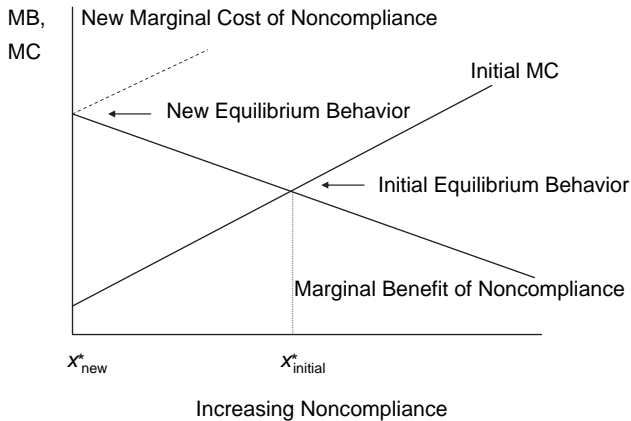 MB,
MC
New Marginal Cost of Noncompliance
Initial MC
New Equilibrium Behavior
Initial Equilibrium Behavior
Marginal Benefit of Noncompliance
x*new
x*initial
Increasing Noncompliance